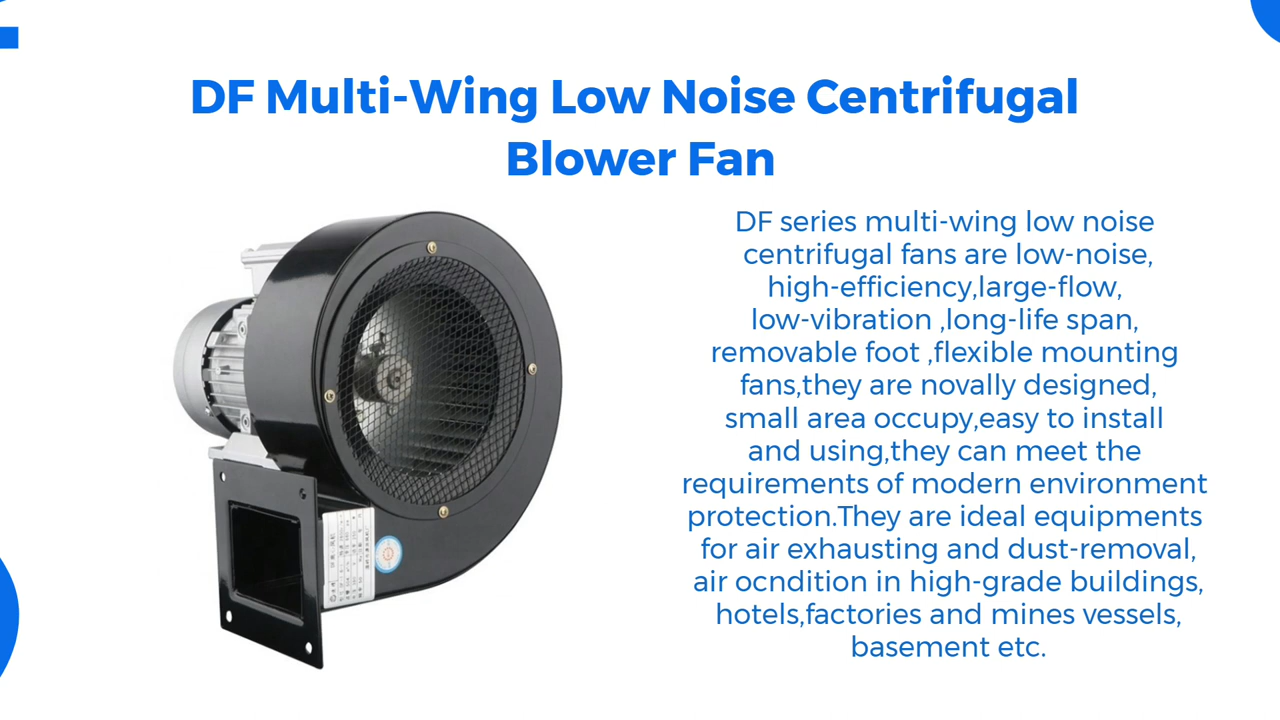 DF Multi-Wing Low Noise Centrifugal
Blower Fan
DF series multi-wing low noise
centrifugal fans are low-noise,
high-efficiency,large-flow,
low-vibration ,long-life span,
removable foot ,flexible mounting
fans,they are novally designed,
small area occupy,easy to install
and using,they can meet the
requirements of modern environment
protection.They are ideal equipments
for air exhausting and dust-removal,
air ocndition in high-grade buildings,
hotels,factories and mines vessels,
basement etc.